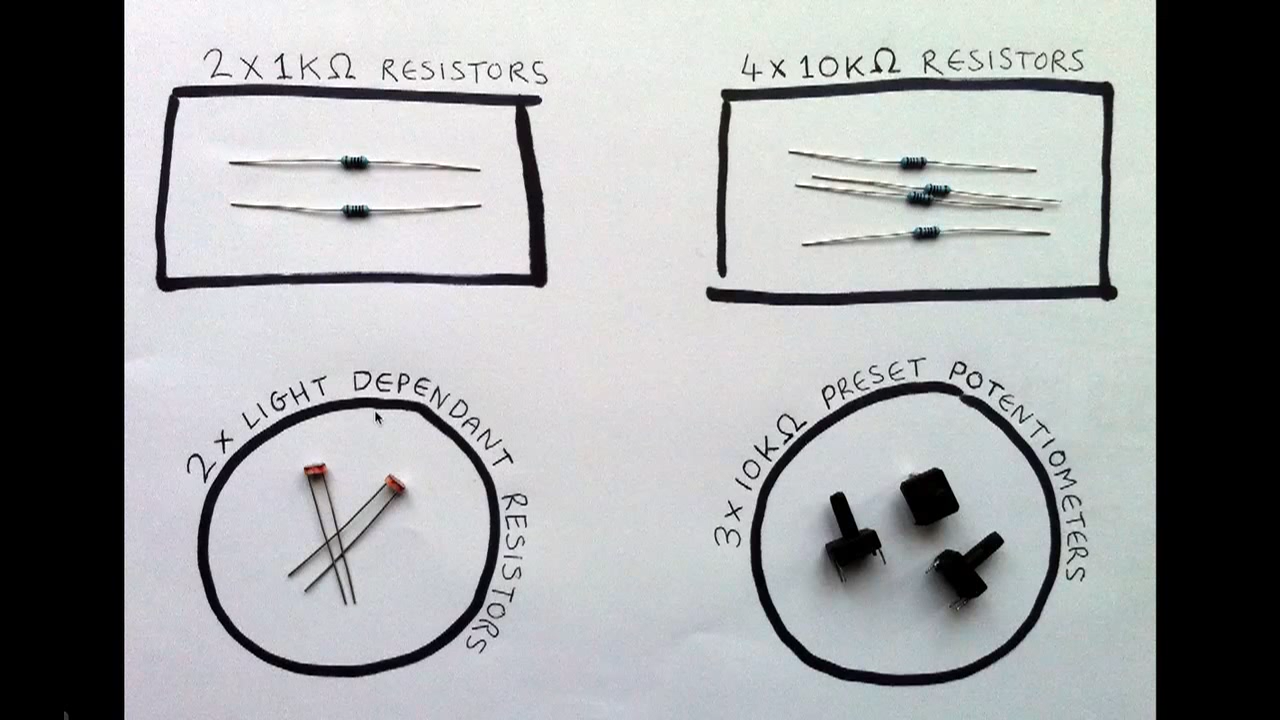 2 X 1KΩ RESISTORS
4 X 10KΩ RESISTORS
2 X LIGHT DEPENDANT RESISTORS
3 X 10KΩ PRESET POTENTIOMETERS